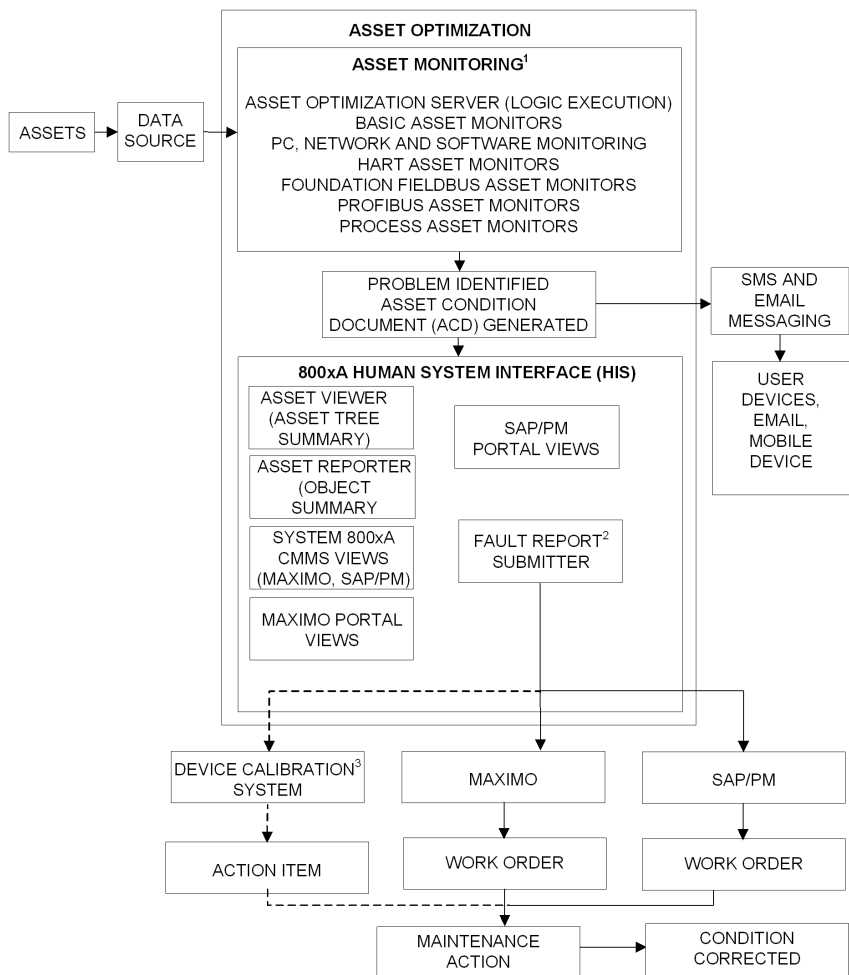 ASSET OPTIMIZATION
ASSET MONITORING1
ASSET OPTIMIZATION SERVER (LOGIC EXECUTION)
BASIC ASSET MONITORS
PC, NETWORK AND SOFTWARE MONITORING
HART ASSET MONITORS
FOUNDATION FIELDBUS ASSET MONITORS
PROFIBUS ASSET MONITORS
PROCESS ASSET MONITORS
ASSETS
DATA
SOURCE
PROBLEM IDENTIFIED
ASSET CONDITION
DOCUMENT (ACD) GENERATED
SMS AND
EMAIL
MESSAGING
USER
DEVICES,
EMAIL,
MOBILE
DEVICE
800xA HUMAN SYSTEM INTERFACE (HIS)
ASSET VIEWER
(ASSET TREE
SUMMARY)
SAP/PM
PORTAL VIEWS
ASSET REPORTER
(OBJECT
SUMMARY
SYSTEM 800xA
CMMS VIEWS
(MAXIMO, SAP/PM)
FAULT REPORT2
SUBMITTER
MAXIMO PORTAL
VIEWS
DEVICE CALIBRATION3
SYSTEM
MAXIMO
SAP/PM
ACTION ITEM
WORK ORDER
WORK ORDER
MAINTENANCE
ACTION
CONDITION
CORRECTED